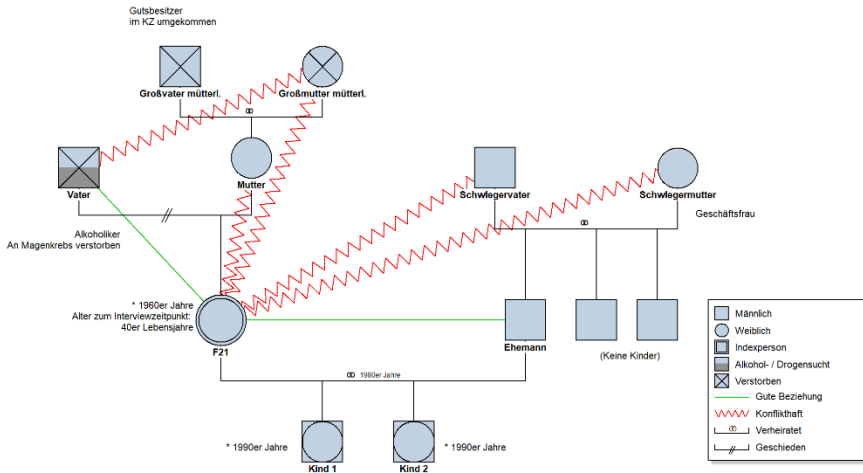 Gutsbesitzer
im KZ umgekommen
Großvater mütterl.
Großmutter mütterl.
Vater
Mutter
Schwiegervater
Schwiegermutter
Geschäftsfrau
Alkoholiker
An Magenkrebs verstorben
* 1960er Jahre
Alter zum Interviewzeitpunkt:
40er Lebensjahre
F21
Ehemann
(Keine Kinder)
1980er Jahre
* 1990er Jahre
* 1990er Jahre
Kind 1
Kind 2
Männlich
Weiblich
Indexperson
Alkohol- / Drogensucht
Verstorben
Gute Beziehung
Konflikthaft
Verheiratet
Geschieden